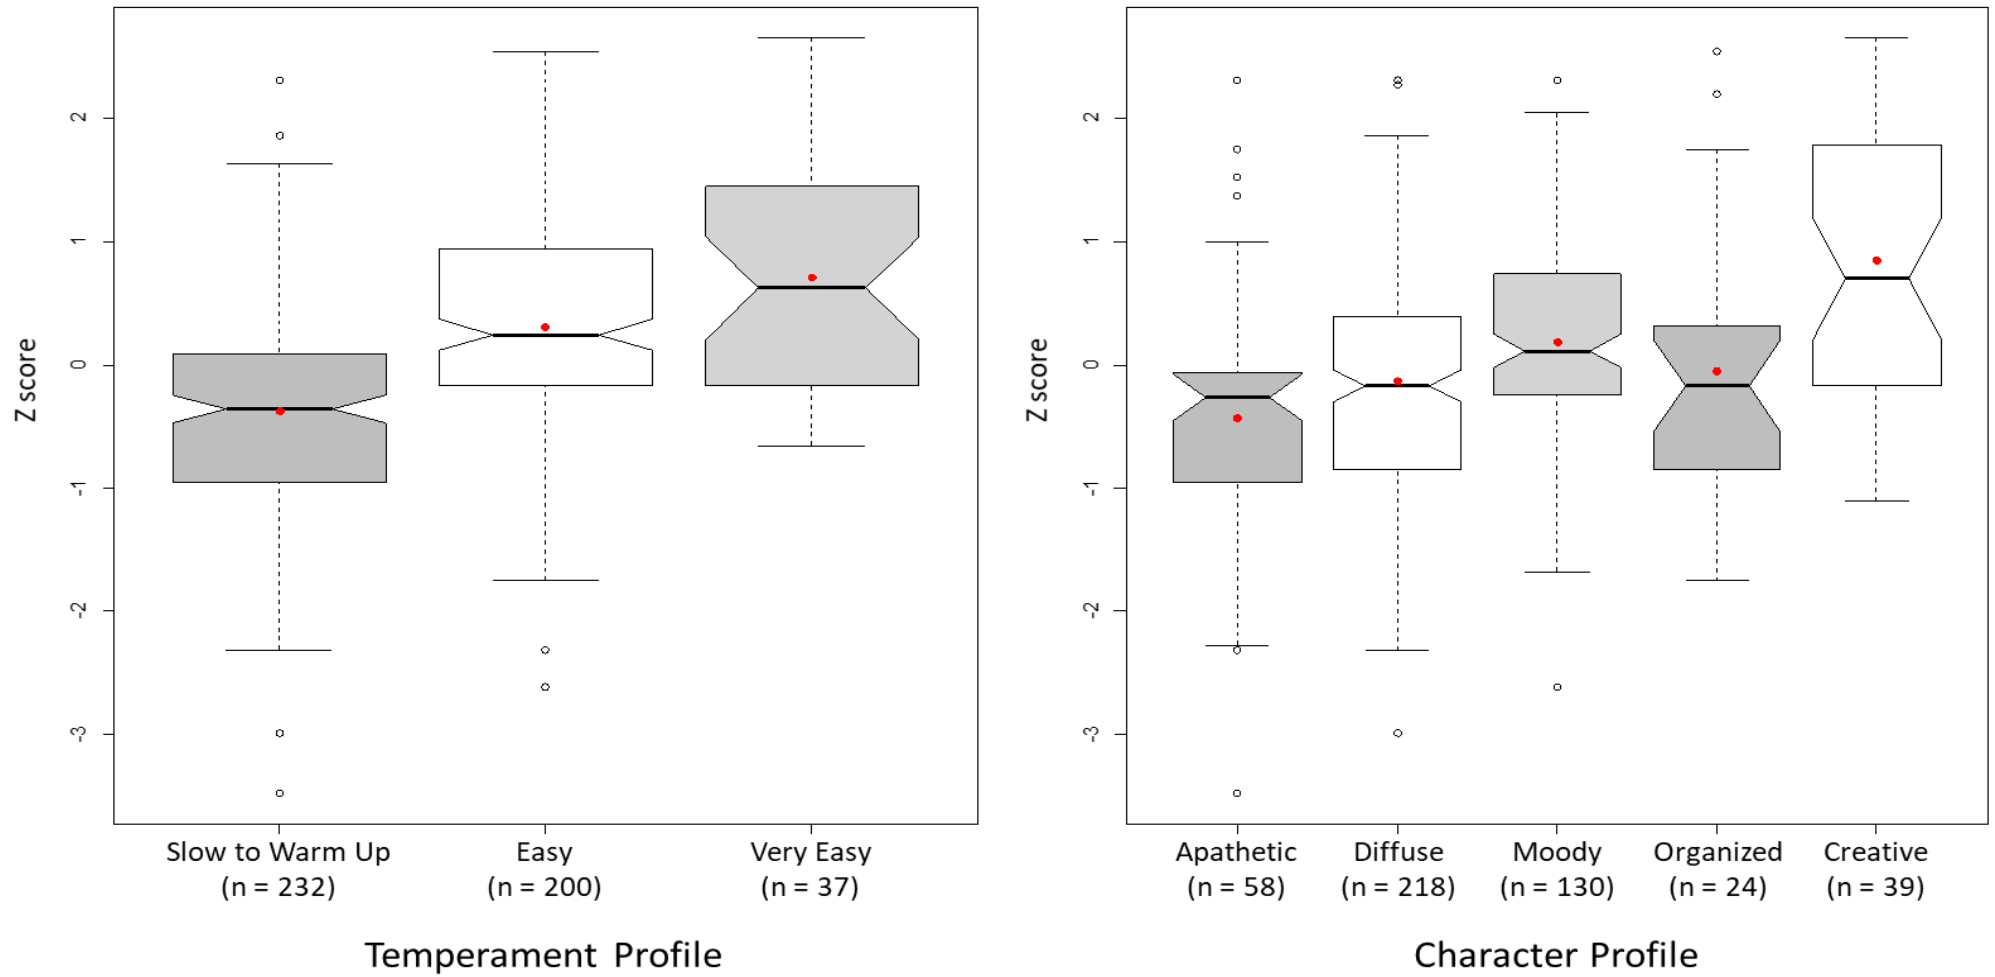 Z score
2
1
0
-1
-2
-3
Slow to Warm Up
(n = 232)
Easy
(n = 200)
Very Easy
(n = 37)
Temperament Profile
Z score
2
1
0
-1
-2
-3
Apathetic
(n = 58)
Diffuse
(n = 218)
Moody
(n = 130)
Organized
(n = 24)
Creative
(n = 39)
Character Profile